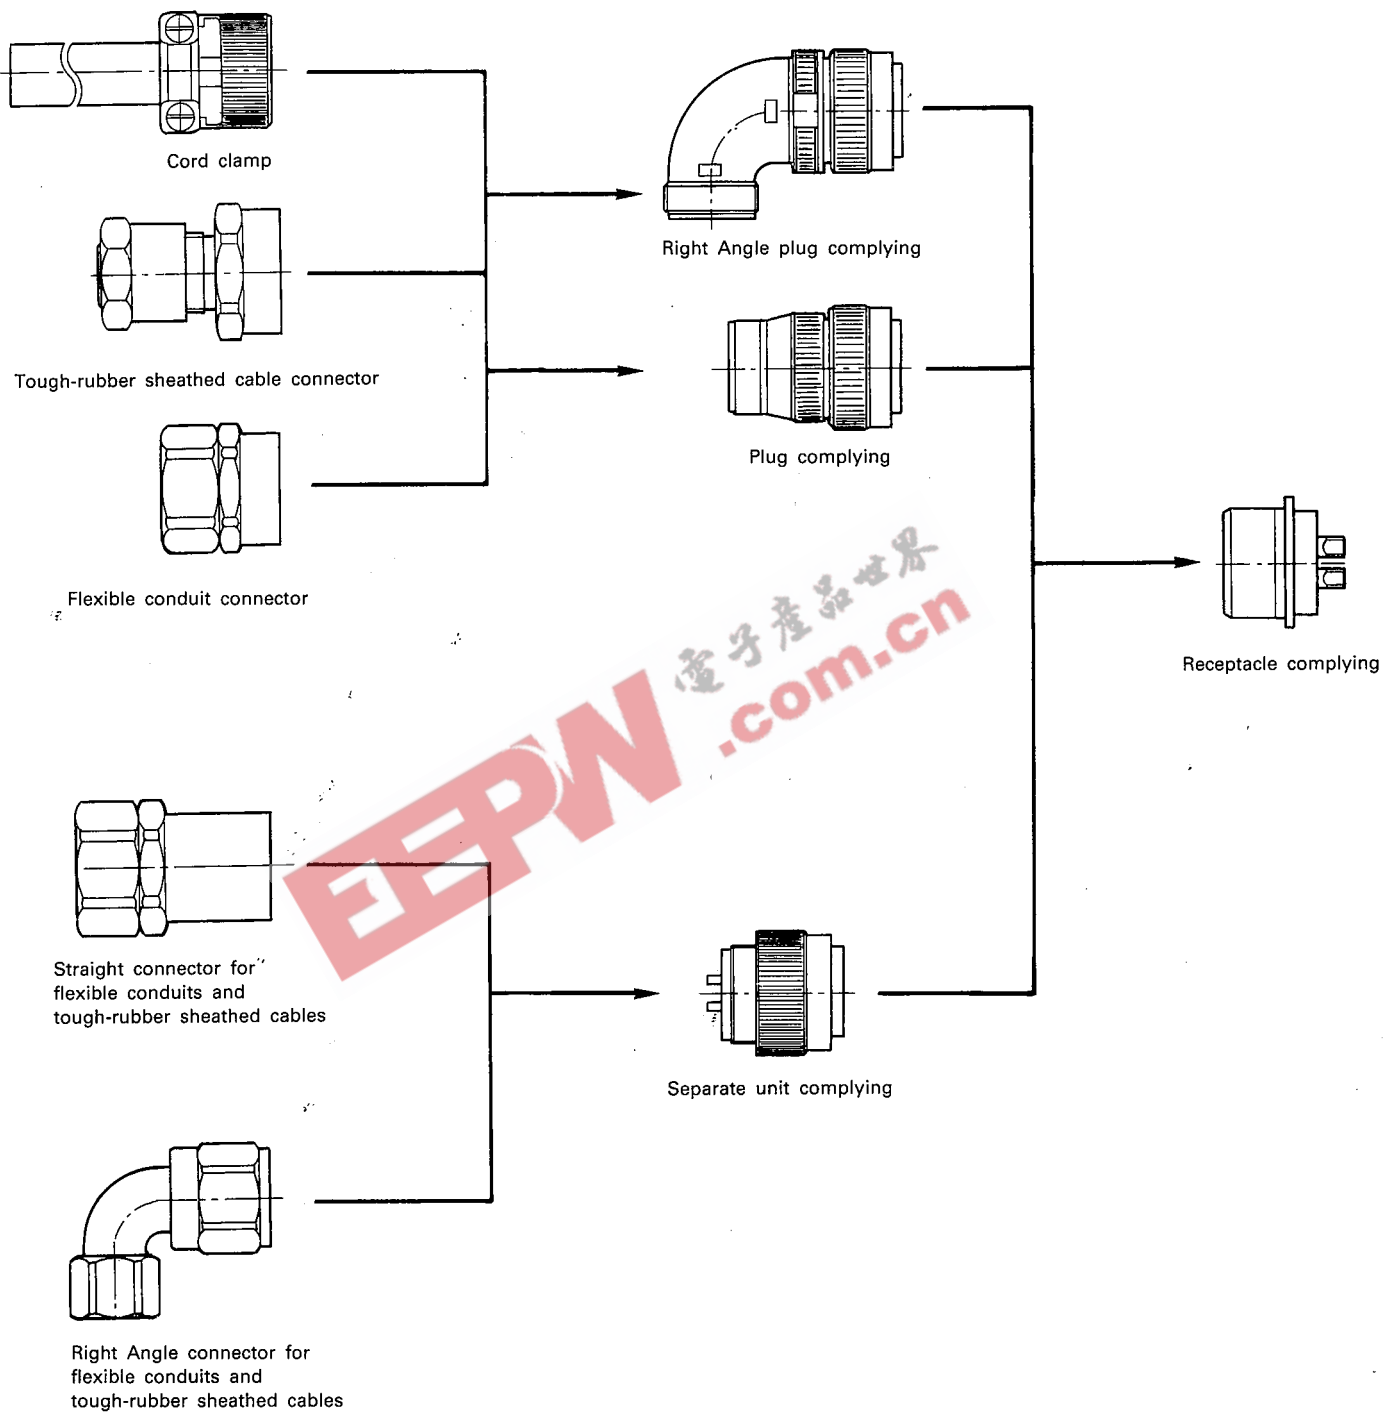 Cord clamp
Right Angle plug complying
Tough-rubber sheathed cable connector
Plug complying
Flexible conduit connector
Receptacle complying
電子產品世界
EEPW
.com.cn
Straight connector for
flexible conduits and
tough-rubber sheathed cables
Separate unit complying
Right Angle connector for
flexible conduits and
tough-rubber sheathed cables